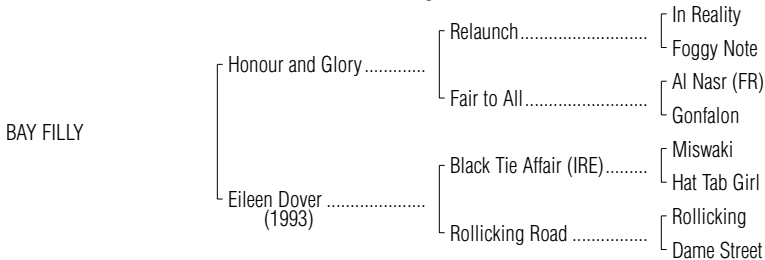 In Reality
Relaunch
Foggy Note
Honour and Glory
Al Nasr (FR)
Fair to All
Gonfalon
BAY FILLY
Miswaki
Black Tie Affair (IRE)
Hat Tab Girl
Eileen Dover
(1993)
Rollicking
Rollicking Road
Dame Street